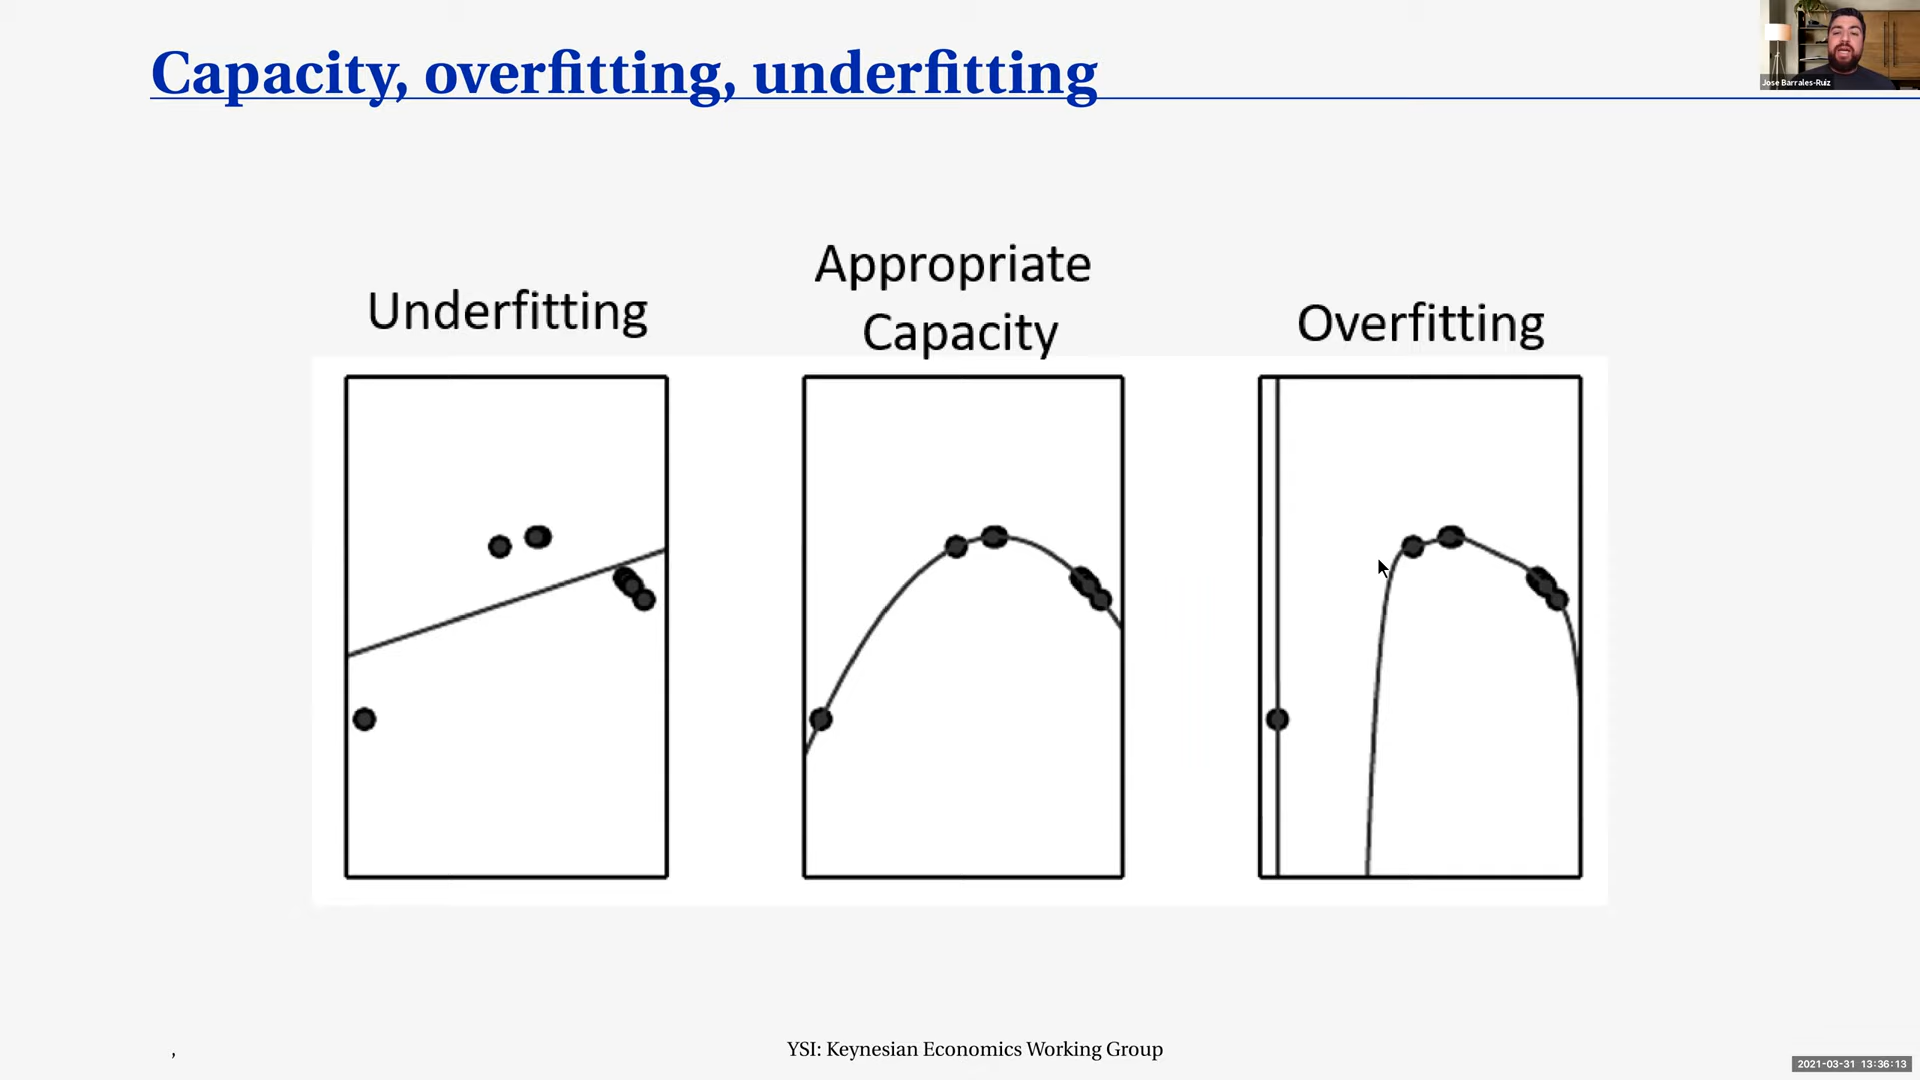 Capacity, overfitting, underfitting
Jose Barrales-Ruiz
Underfitting
Appropriate
Capacity
Overfitting
,
YSI: Keynesian Economics Working Group
2021-03-31 13:36:13